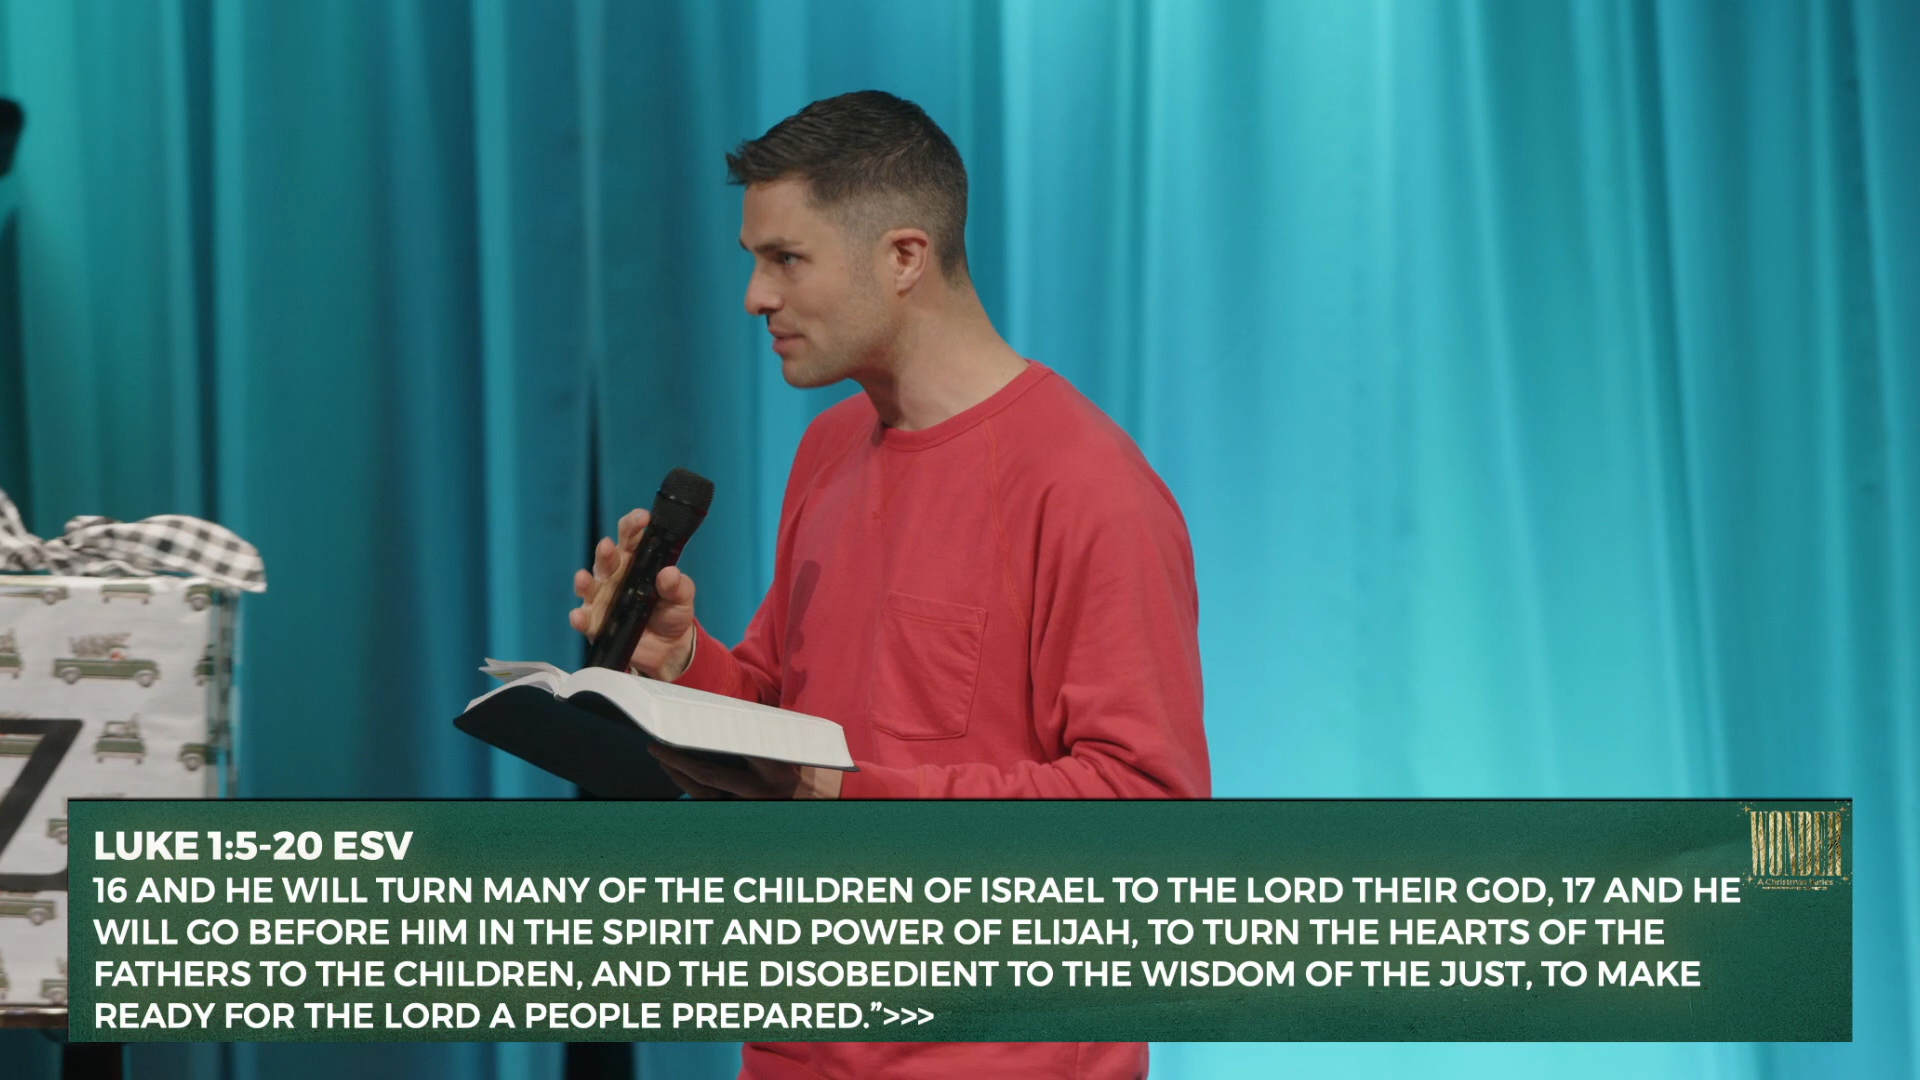 LUKE 1:5-20 ESV
16 AND HE WILL TURN MANY OF THE CHILDREN OF ISRAEL TO THE LORD THEIR GOD, 17 AND HE
WILL GO BEFORE HIM IN THE SPIRIT AND POWER OF ELIJAH, TO TURN THE HEARTS OF THE
FATHERS TO THE CHILDREN, AND THE DISOBEDIENT TO THE WISDOM OF THE JUST, TO MAKE
READY FOR THE LORD A PEOPLE PREPARED.”>>>
WONDER
A Christmas Series